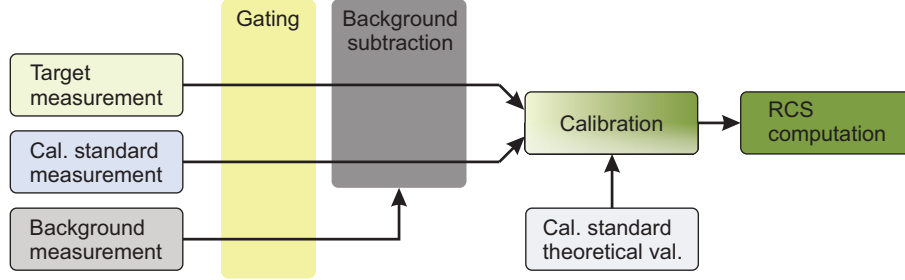 Gating
Background
subtraction
Target
measurement
Cal. standard
measurement
Background
measurement
Calibration
RCS
computation
Cal. standard
theoretical val.